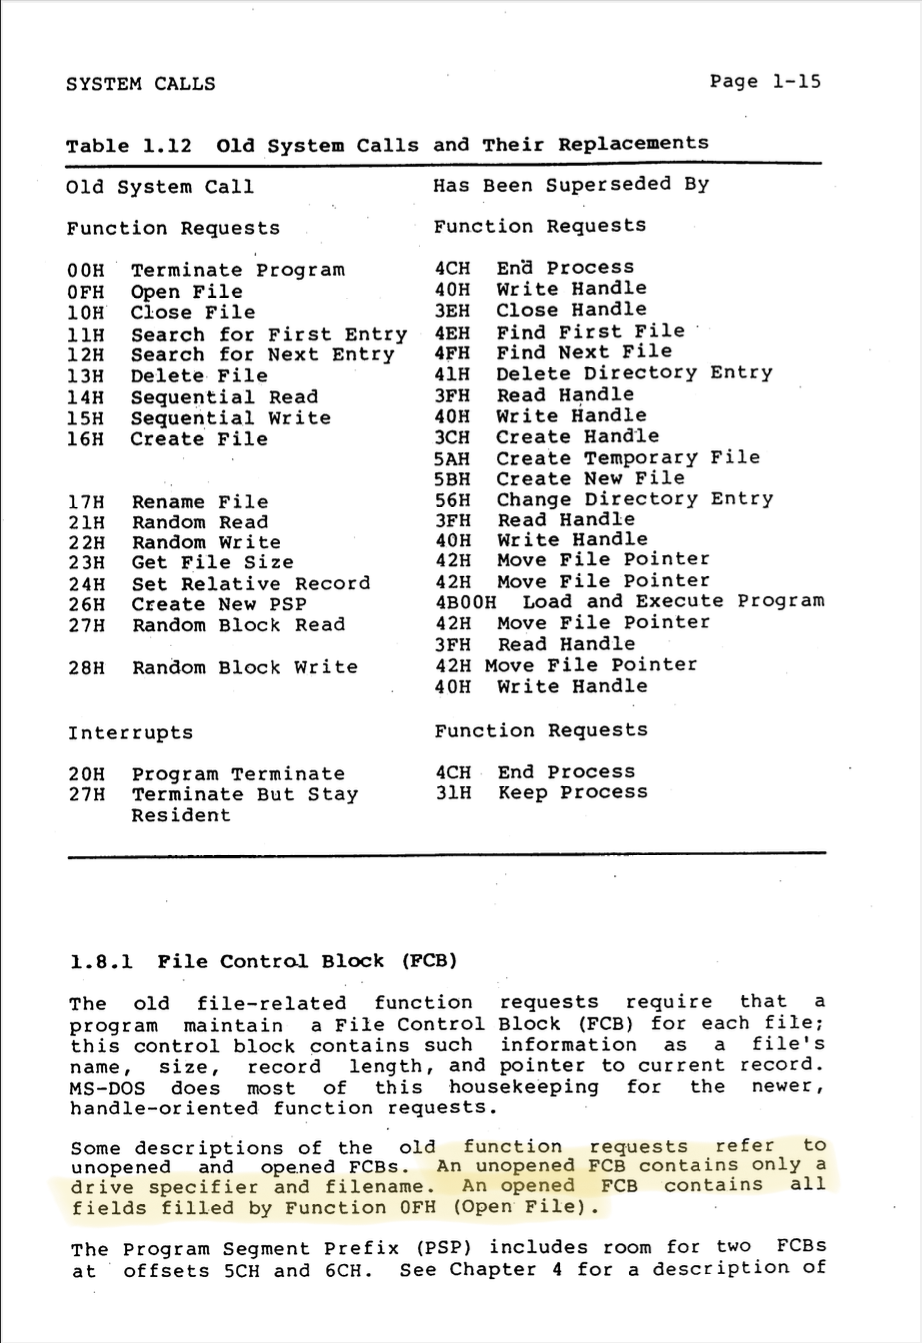 SYSTEM CALLS Page 1-15
Table 1.12 Old System Calls and Their Replacements
Old System Call Has Been Superseded By
Function Requests Function Requests
00H Terminate Program 4CH End Process
0FH Open File 40H Write Handle
10H Close File 3EH Close Handle
11H Search for First Entry 4EH Find First File
12H Search for Next Entry 4FH Find Next File
13H Delete File 41H Delete Directory Entry
14H Sequential Read 3FH Read Handle
15H Sequential Write 40H Write Handle
16H Create File 3CH Create Handle
5AH Create Temporary File
5BH Create New File
17H Rename File 56H Change Directory Entry
21H Random Read 3FH Read Handle
22H Random Write 40H Write Handle
23H Get File Size 42H Move File Pointer
24H Set Relative Record 42H Move File Pointer
26H Create New PSP 4B00H Load and Execute Program
27H Random Block Read 42H Move File Pointer
3FH Read Handle
28H Random Block Write 42H Move File Pointer
40H Write Handle
Interrupts Function Requests
20H Program Terminate 4CH End Process
27H Terminate But Stay 31H Keep Process
Resident
1.8.1 File Control Block (FCB)
The old file-related function requests require that a
program maintain a File Control Block (FCB) for each file;
this control block contains such information as a file's
name, size, record length, and pointer to current record.
MS-DOS does most of this housekeeping for the newer,
handle-oriented function requests.
Some descriptions of the old function requests refer to
unopened and opened FCBs. An unopened FCB contains only a
drive specifier and filename. An opened FCB contains all
fields filled by Function 0FH (Open File).
The Program Segment Prefix (PSP) includes room for two FCBs
at offsets 5CH and 6CH. See Chapter 4 for a description of